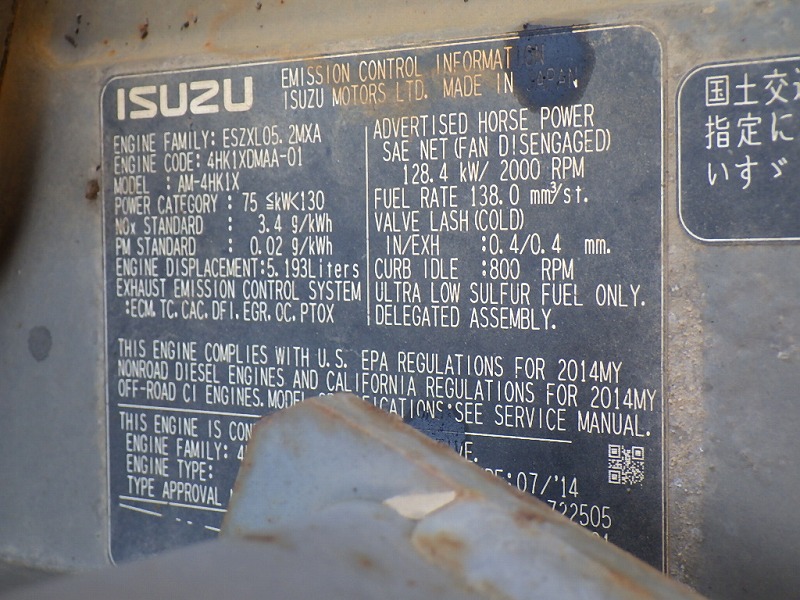 ISUZU
EMISSION CONTROL INFORMATION
ISUZU MOTORS LTD. MADE IN JAPAN
ENGINE FAMILY: ESZXL05.2MXA
ENGINE CODE: 4HK1XDMAA-01
MODEL : AM-4HK1X
POWER CATEGORY : 75 ≦kW<130
NOx STANDARD : 3.4 g/kWh
PM STANDARD : 0.02 g/kWh
ENGINE DISPLACEMENT:5.193Liters
EXHAUST EMISSION CONTROL SYSTEM
:ECM.TC.CAC.DFI.EGR.OC.PTOX
ADVERTISED HORSE POWER
SAE NET(FAN DISENGAGED)
128.4 kW/ 2000 RPM
FUEL RATE 138.0 mm³/st.
VALVE LASH(COLD)
IN/EXH :0.4/0.4 mm.
CURB IDLE :800 RPM
ULTRA LOW SULFUR FUEL ONLY.
DELEGATED ASSEMBLY.
THIS ENGINE COMPLIES WITH U.S. EPA REGULATIONS FOR 2014MY
NONROAD DIESEL ENGINES AND CALIFORNIA REGULATIONS FOR 2014MY
OFF-ROAD CI ENGINES. MODEL SPECIFICATIONS:SEE SERVICE MANUAL.
THIS ENGINE IS
ENGINE FAMILY: 4
ENGINE TYPE:
TYPE APPROVAL
:07/'14
722505
国土交
指定に
いすゞ